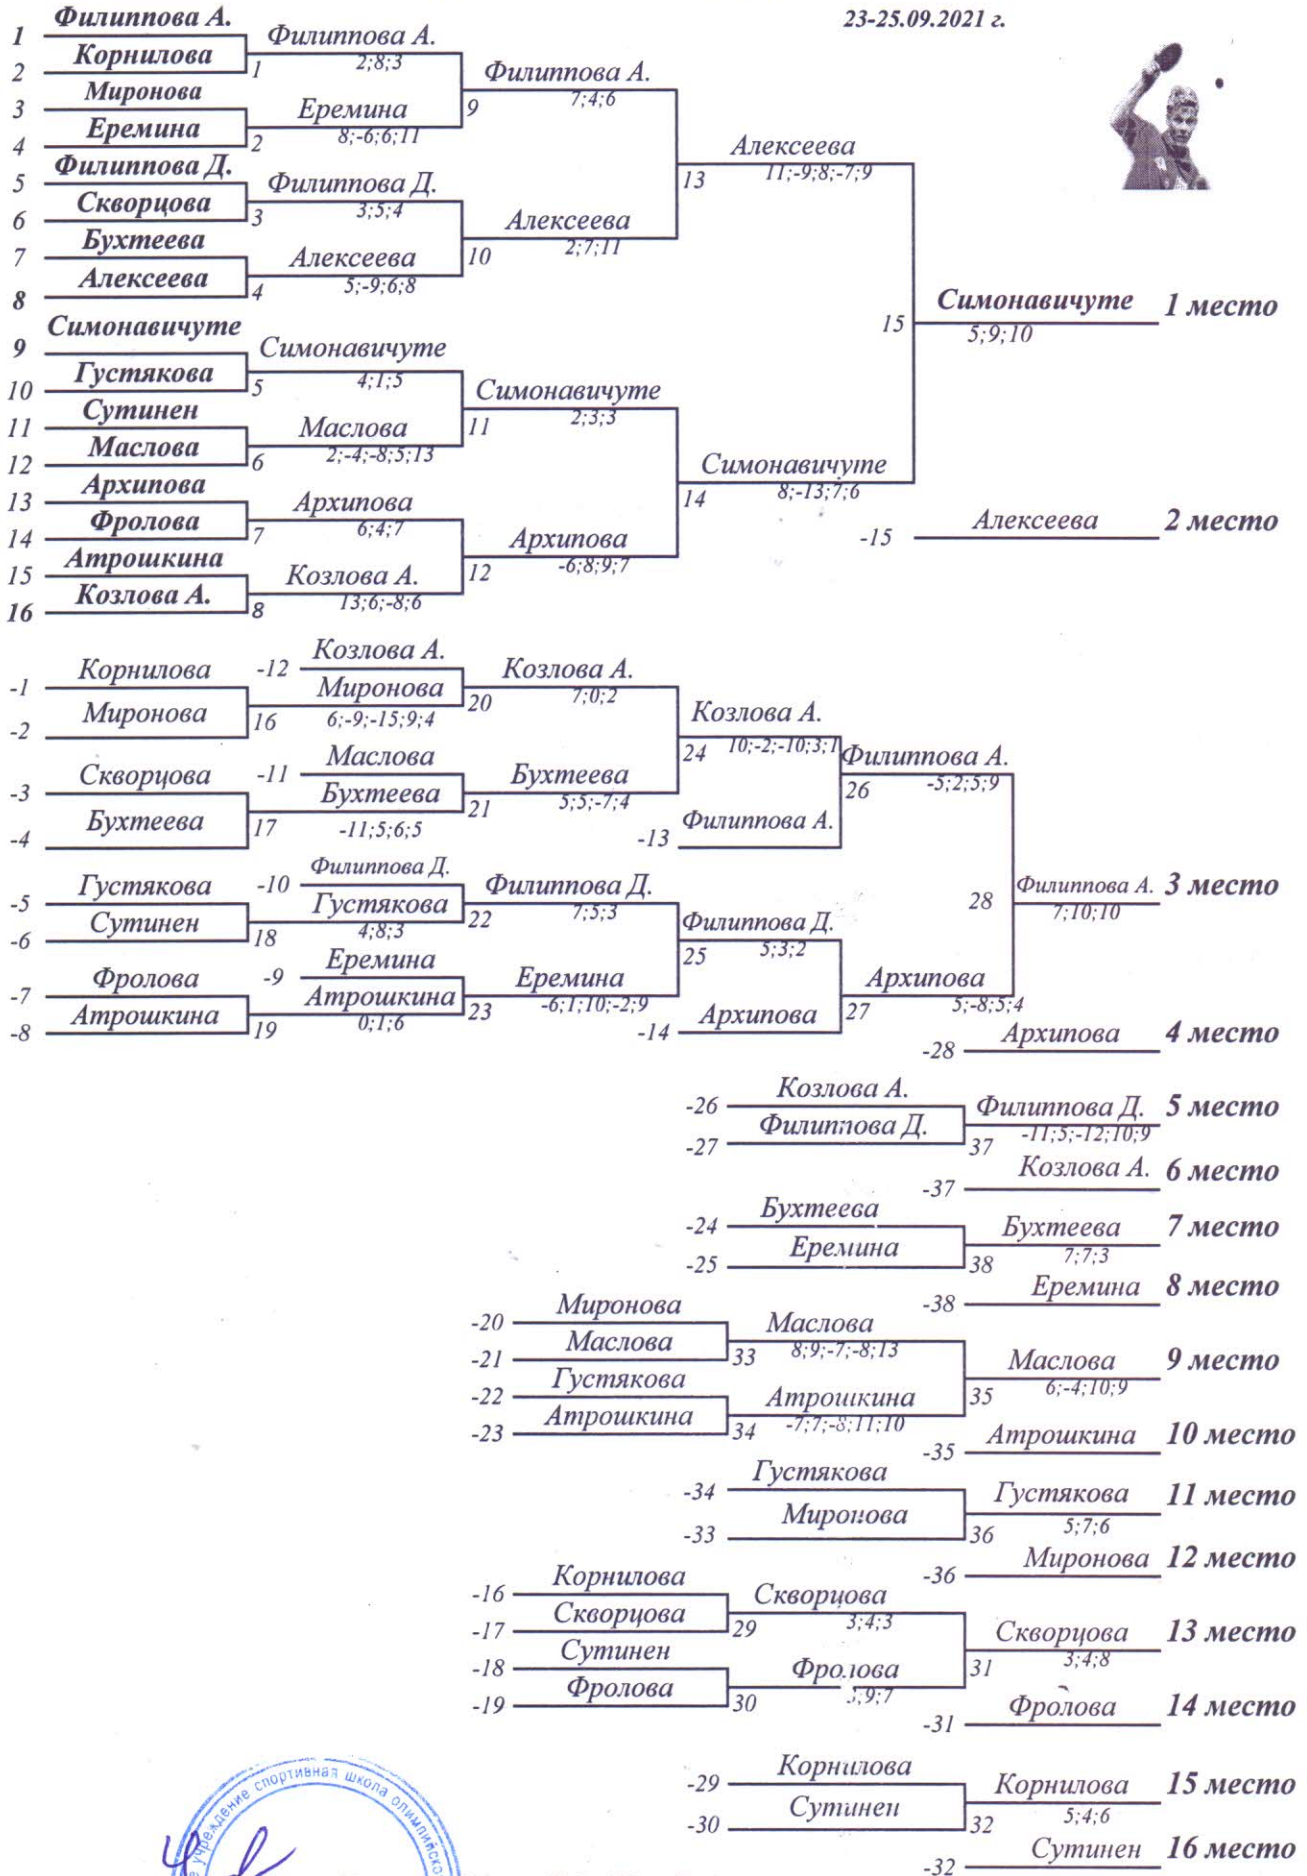 23-25.09.2021 г.
Филиппова А.
1
Филиппова А.
Корнилова
2
1
2;8;3
Филиппова А.
Миронова
3
9
7;4;6
Еремина
Еремина
4
2
8;-6;6;11
Алексеева
Филиппова Д.
5
13
11;-9;8;-7;9
Филиппова Д.
Скворцова
6
3
3;5;4
Алексеева
Бухтеева
7
10
2;7;11
Алексеева
Алексеева
8
4
5;-9;6;8
Симонавичуте 1 место
15
5;9;10
Симонавичуте
9
Симонавичуте
Густякова
10
5
4;1;5
Симонавичуте
Сутинен
11
11
2;3;3
Маслова
Маслова
12
6
2;-4;-8;5;13
Симонавичуте
Архипова
13
14
8;-13;7;6
Архипова
Фролова
14
7
6;4;7
-15 Алексеева 2 место
Архипова
Атрошкина
15
12
-6;8;9;7
Козлова А.
Козлова А.
16
8
13;6;-8;6
Корнилова -12 Козлова А. Козлова А.
-1
Миронова 20 7;0;2
Миронова
-2
16 6;-9;-15;9;4
Козлова А.
24 10;-2;-10;3;1
Скворцова -11 Маслова Бухтеева Филиппова А.
-3
Бухтеева 21 5;5;-7;4
26 -5;2;5;9
Бухтеева
-4
17 -11;5;6;5
-13 Филиппова А.
Густякова -10 Филиппова Д. Филиппова Д.
-5
Густякова 22 7;5;3
28 Филиппова А. 3 место
7;10;10
Сутинен
-6
18 4;8;3
Филиппова Д.
25 5;3;2
Фролова -9 Еремина Еремина Архипова
-7
Атрошкина 23 -6;1;10;-2;9
27 5;-8;5;4
Атрошкина
-8
19 0;1;6
-14 Архипова
-28 Архипова 4 место
-26 Козлова А.
Филиппова Д. 5 место
-27 Филиппова Д.
37 -11;5;-12;10;9
-37 Козлова А. 6 место
-24 Бухтеева
Бухтеева 7 место
-25 Еремина
38 7;7;3
-38 Еремина 8 место
-20 Миронова
Маслова
-21 Маслова
33 8;9;-7;-8;13
Маслова 9 место
35 6;-4;10;9
-22 Густякова
Атрошкина
-23 Атрошкина
34 -7;7;-8;11;10
-35 Атрошкина 10 место
-34 Густякова
Густякова 11 место
-33 Миронова
36 5;7;6
-36 Миронова 12 место
-16 Корнилова
Скворцова
-17 Скворцова
29 3;4;3
Скворцова 13 место
31 3;4;8
-18 Сутинен
Фролова
-19 Фролова
30
-31 Фролова 14 место
-29 Корнилова
Корнилова 15 место
-30 Сутинен
32 5;4;6
-32 Сутинен 16 место
учреждение спортивная школа